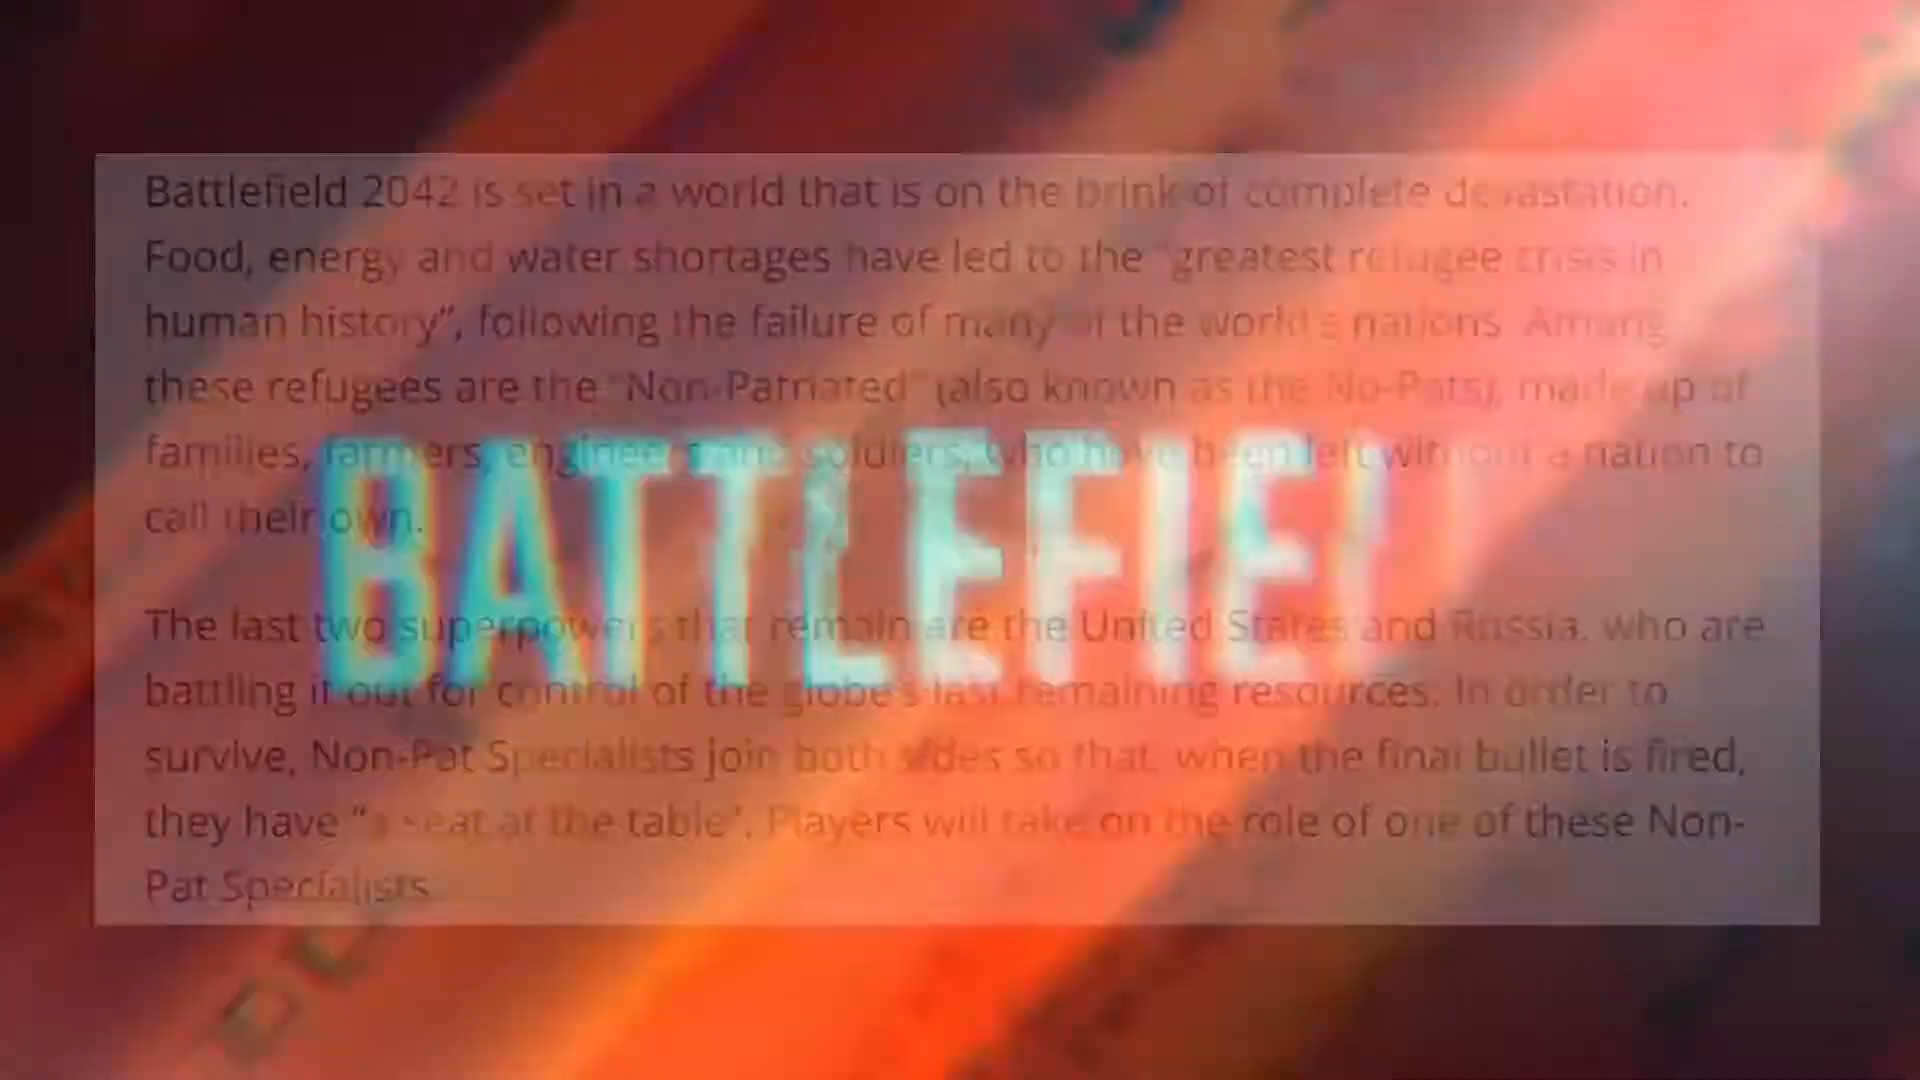 Battlefield 2042 is set in a world that is on the brink of complete devastation.
Food, energy and water shortages have led to the "greatest refugee crisis in
human history", following the failure of many of the world's nations. Among
these refugees are the "Non-Patriated" (also known as the No-Pats), made up of
families, farmers, engineers and soldiers, who have been left without a nation to
call their own.
BATTLEFIEL
The last two superpowers that remain are the United States and Russia, who are
battling it out for control of the globe's last remaining resources. In order to
survive, Non-Pat Specialists join both sides so that, when the final bullet is fired,
they have "a seat at the table". Players will take on the role of one of these Non-
Pat Specialists.